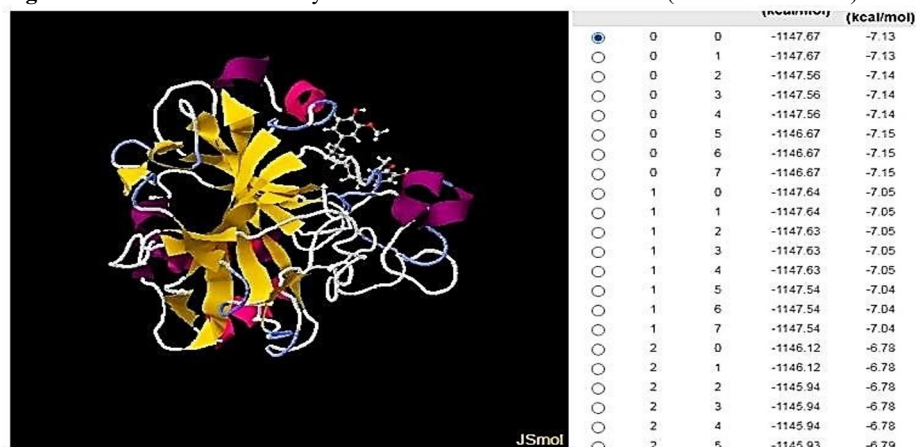 (kcal/mol) (kcal/mol)
0 0 -1147.67 -7.13
0 1 -1147.67 -7.13
0 2 -1147.56 -7.14
0 3 -1147.56 -7.14
0 4 -1147.56 -7.14
0 5 -1146.67 -7.15
0 6 -1146.67 -7.15
0 7 -1146.67 -7.15
1 0 -1147.64 -7.05
1 1 -1147.64 -7.05
1 2 -1147.63 -7.05
1 3 -1147.63 -7.05
1 4 -1147.63 -7.05
1 5 -1147.54 -7.04
1 6 -1147.54 -7.04
1 7 -1147.54 -7.04
2 0 -1146.12 -6.78
2 1 -1146.12 -6.78
2 2 -1145.94 -6.78
2 3 -1145.94 -6.78
2 4 -1145.94 -6.78
2 5 -1145.93 -6.79
JSmol